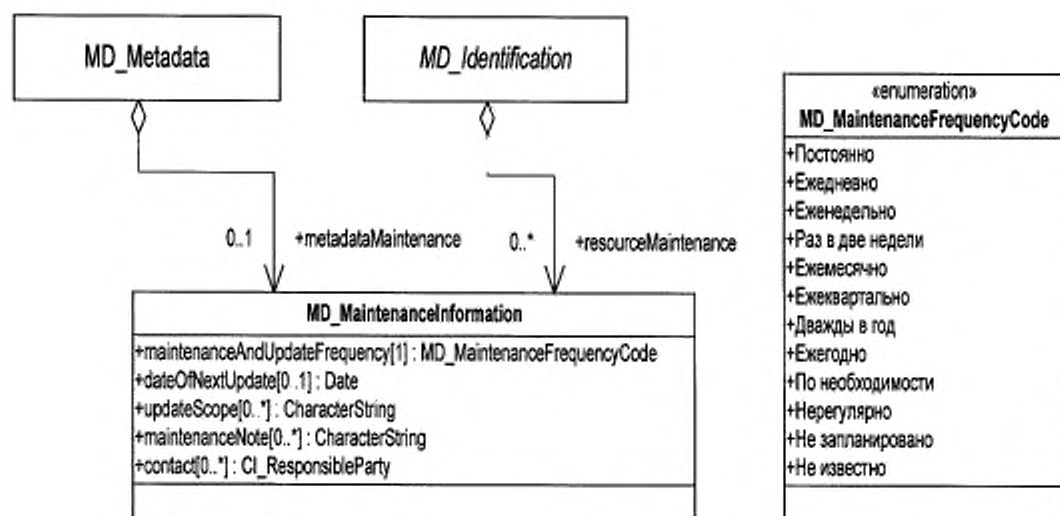 MD_Metadata
MD_Identification
0..1
+metadataMaintenance
0..*
+resourceMaintenance
MD_MaintenanceInformation
+maintenanceAndUpdateFrequency[1] : MD_MaintenanceFrequencyCode
+dateOfNextUpdate[0..1] : Date
+updateScope[0..*] : CharacterString
+maintenanceNote[0..*] : CharacterString
+contact[0..*] : CI_ResponsibleParty
«enumeration»
MD_MaintenanceFrequencyCode
+Постоянно
+Ежедневно
+Еженедельно
+Раз в две недели
+Ежемесячно
+Ежеквартально
+Дважды в год
+Ежегодно
+По необходимости
+Нерегулярно
+Не запланировано
+Не известно